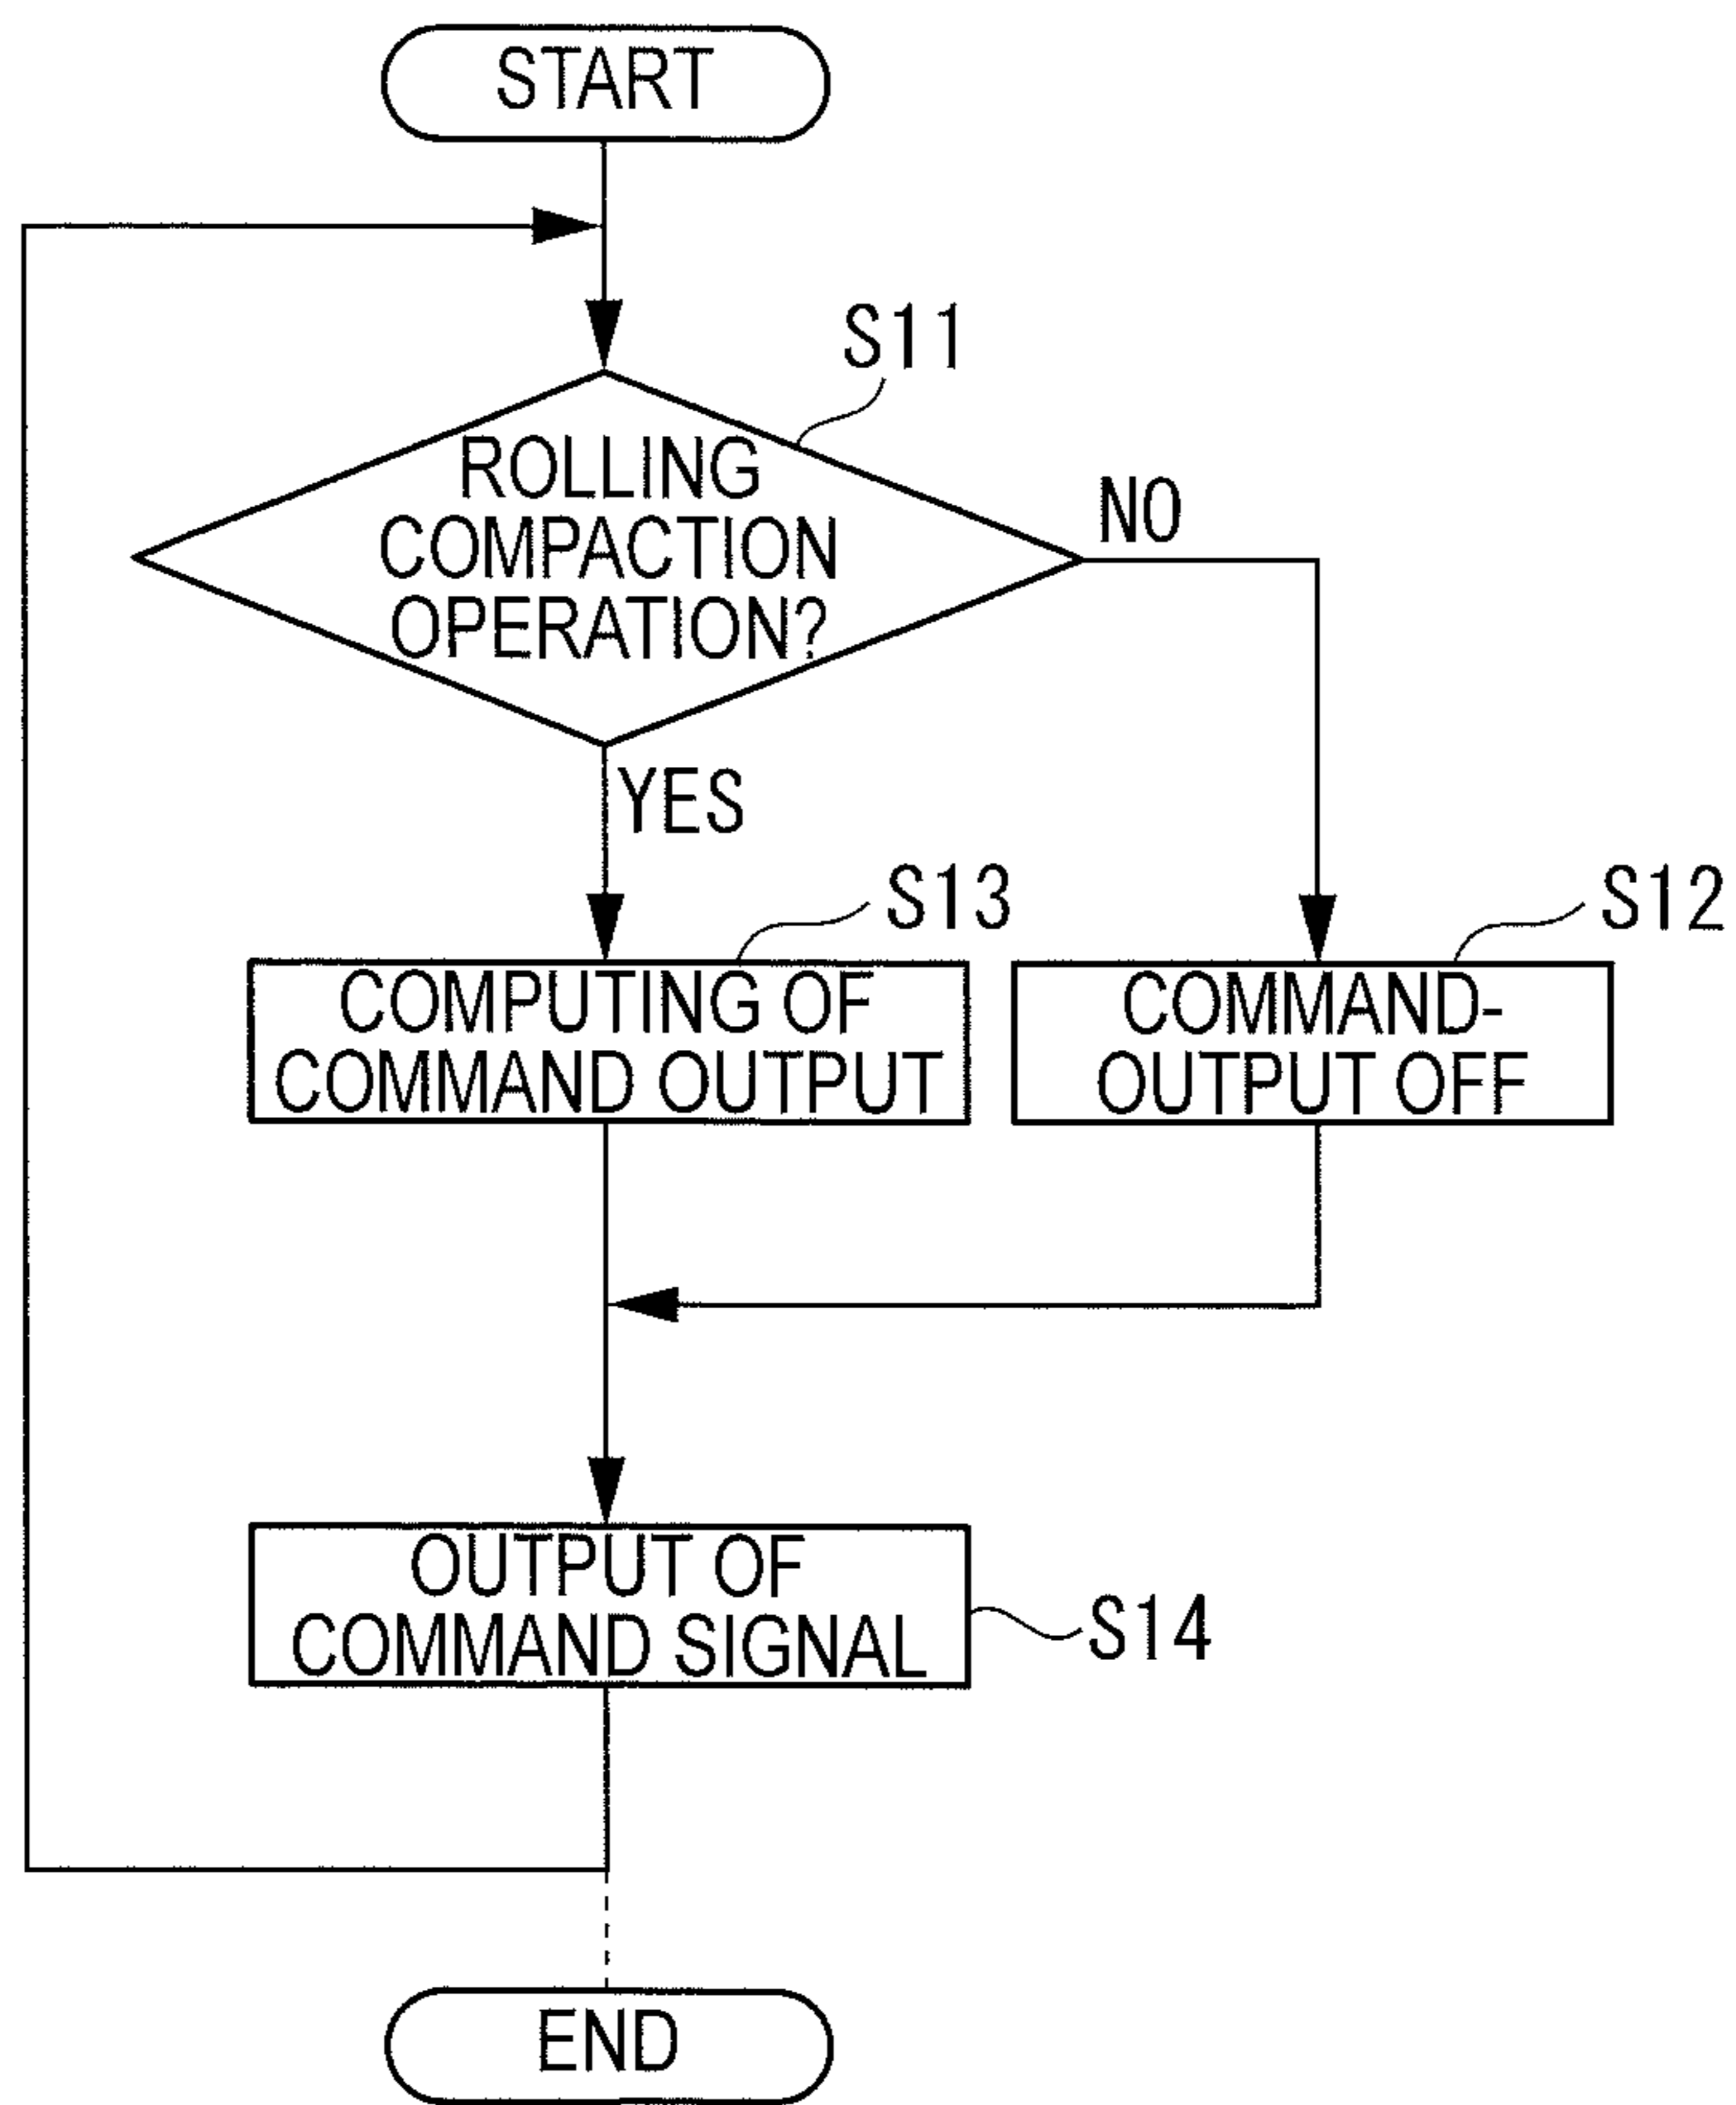 START
S11
ROLLING
COMPACTION
OPERATION?
NO
YES
S13
S12
COMPUTING OF
COMMAND OUTPUT
COMMAND-
OUTPUT OFF
OUTPUT OF
COMMAND SIGNAL
S14
END